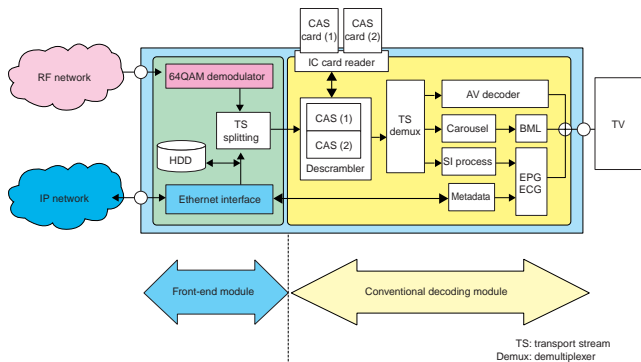 CAS
card (1)
CAS
card (2)
IC card reader
RF network
64QAM demodulator
TS
splitting
HDD
CAS (1)
CAS (2)
Descrambler
TS
demux
AV decoder
Carousel
BML
SI process
EPG
ECG
Metadata
TV
IP network
Ethernet interface
Front-end module
Conventional decoding module
TS: transport stream
Demux: demultiplexer